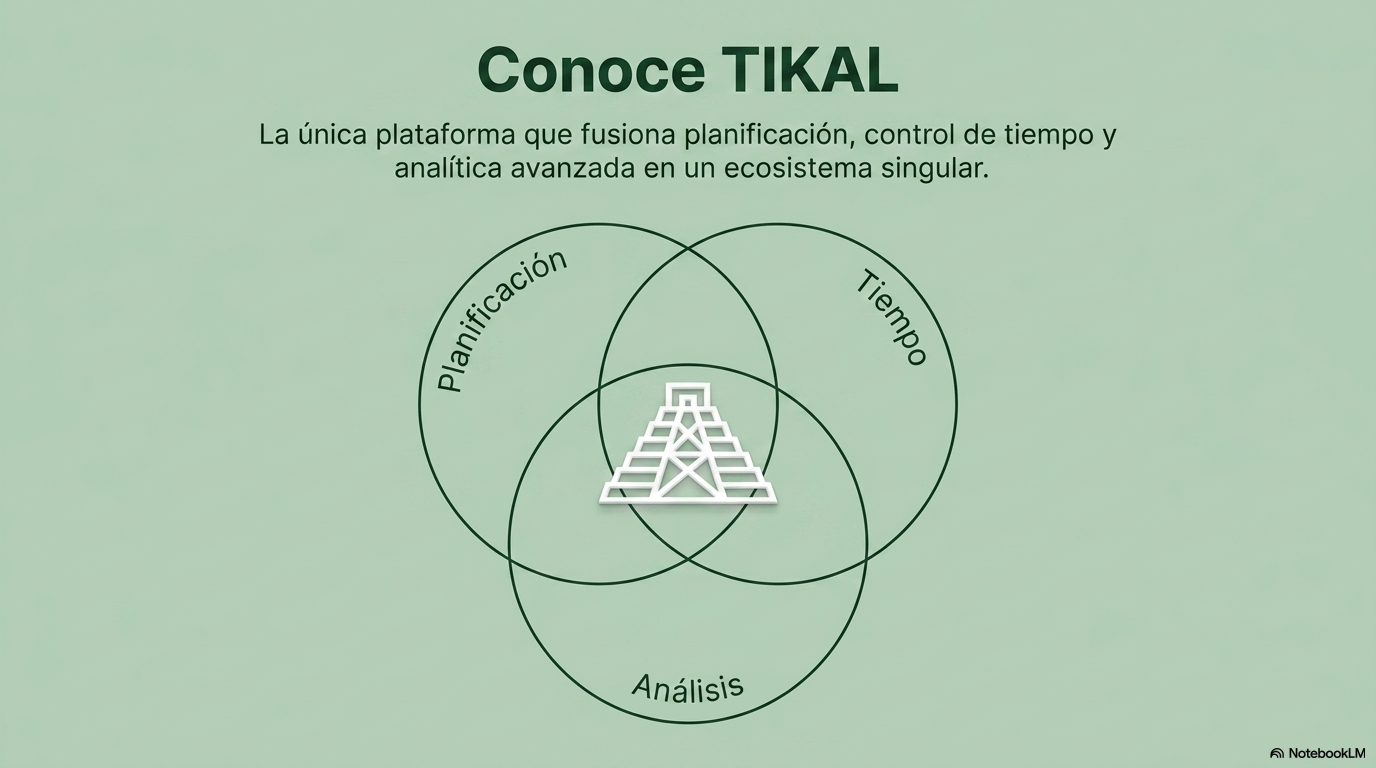 Conoce TIKAL
La única plataforma que fusiona planificación, control de tiempo y
analítica avanzada en un ecosistema singular.
Planificación
Tiempo
Análisis
NotebookLM